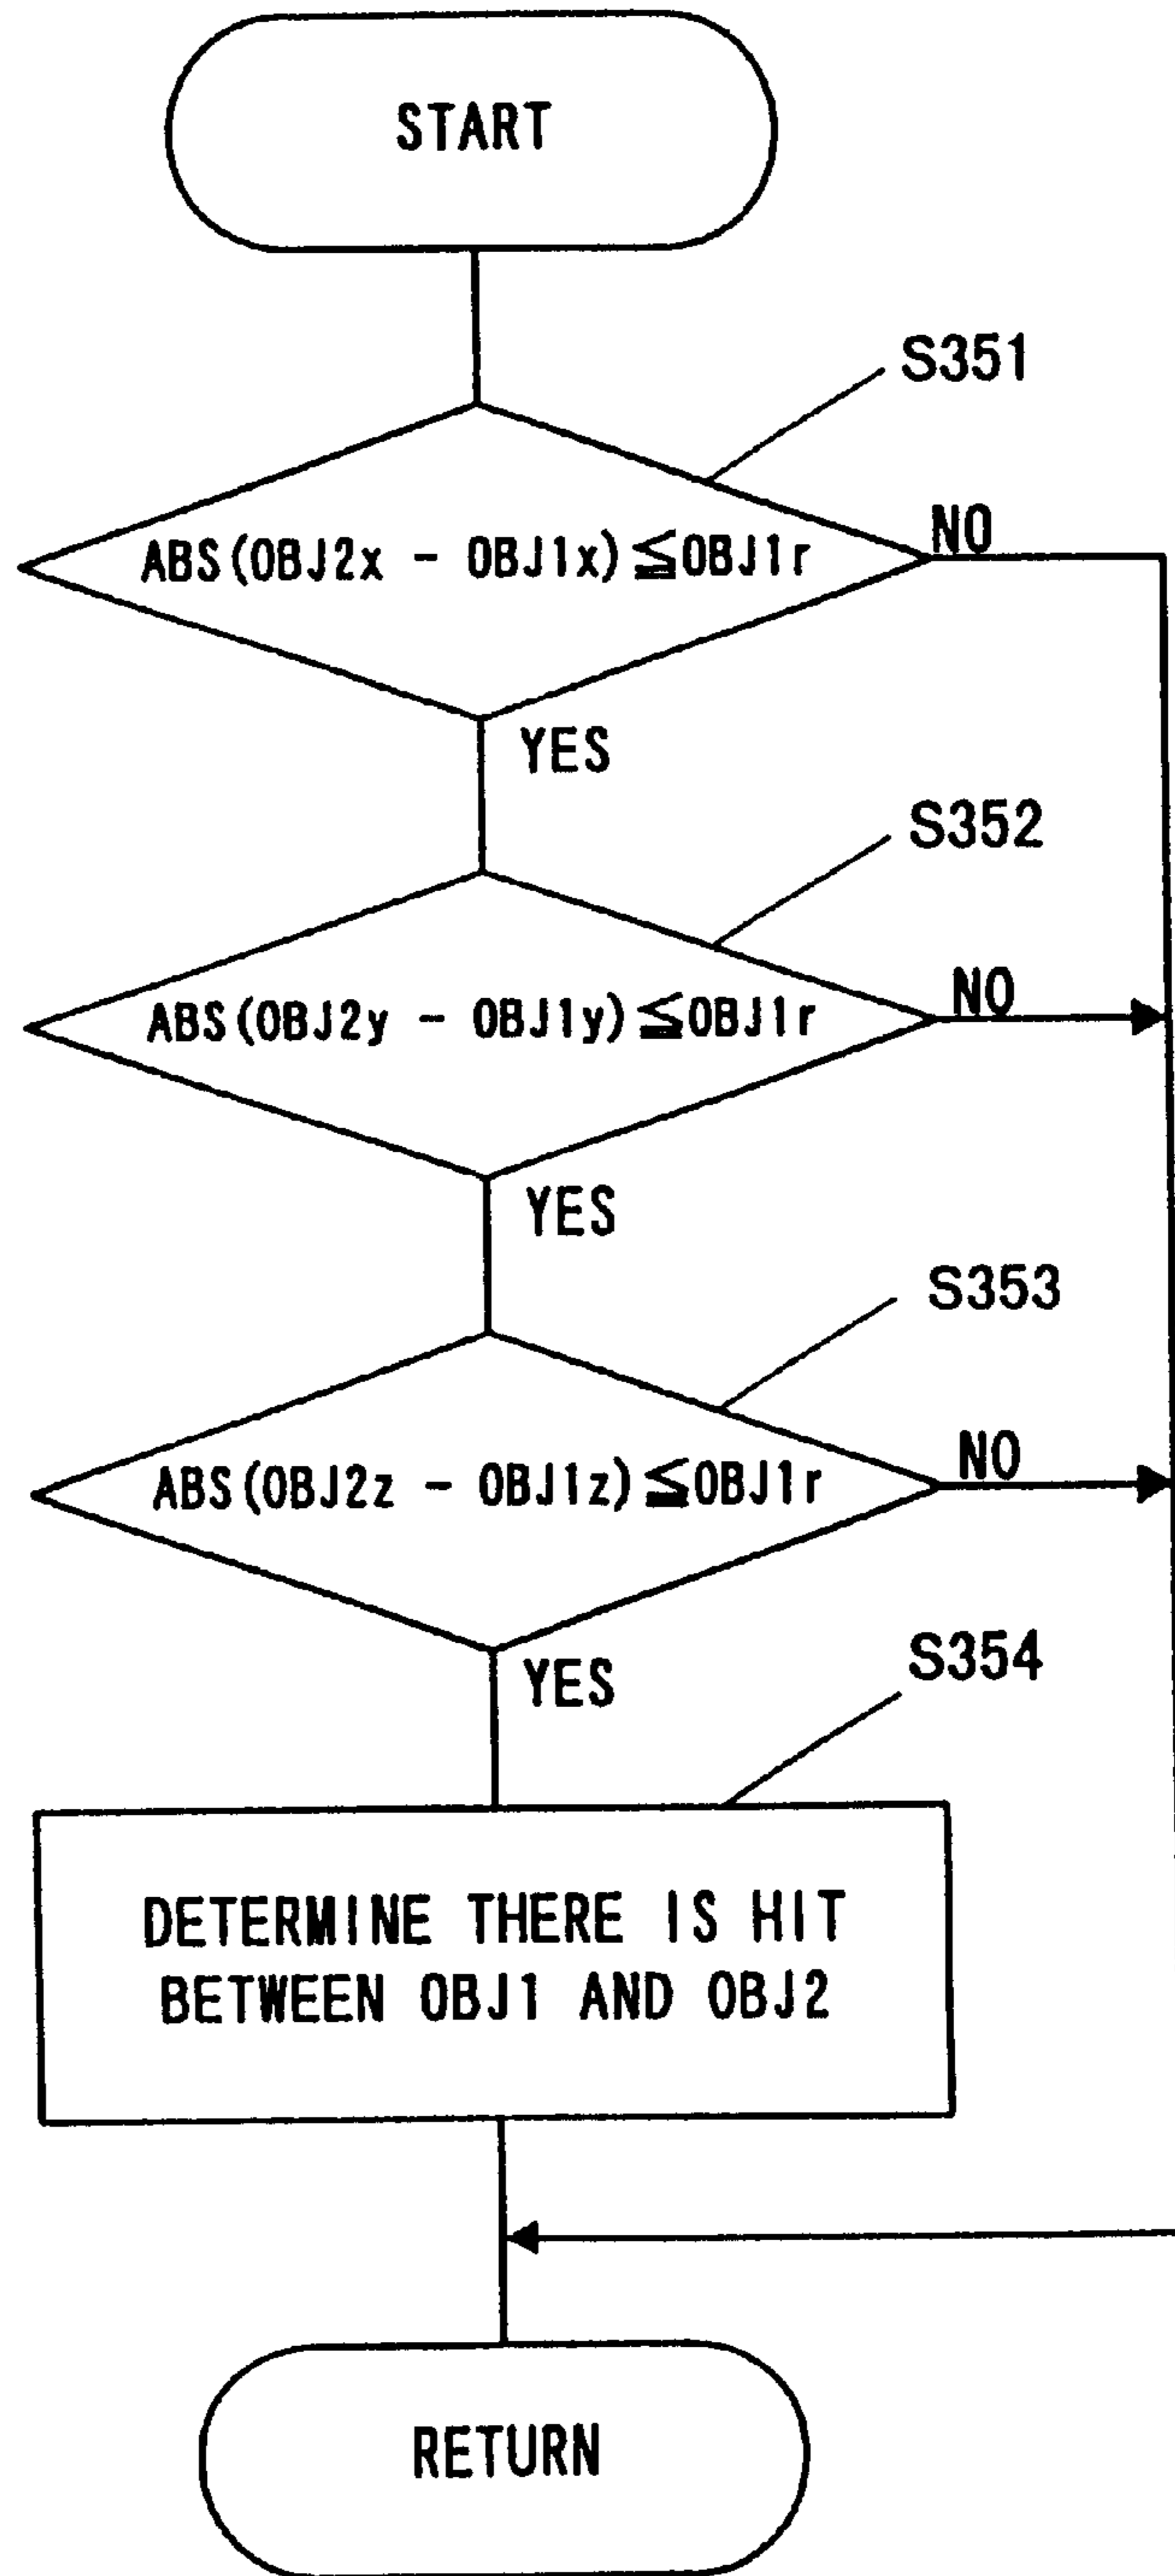 START
S351
ABS(OBJ2x - OBJ1x)≦OBJ1r
NO
YES
S352
ABS(OBJ2y - OBJ1y)≦OBJ1r
NO
YES
S353
ABS(OBJ2z - OBJ1z)≦OBJ1r
NO
YES
S354
DETERMINE THERE IS HIT
BETWEEN OBJ1 AND OBJ2
RETURN